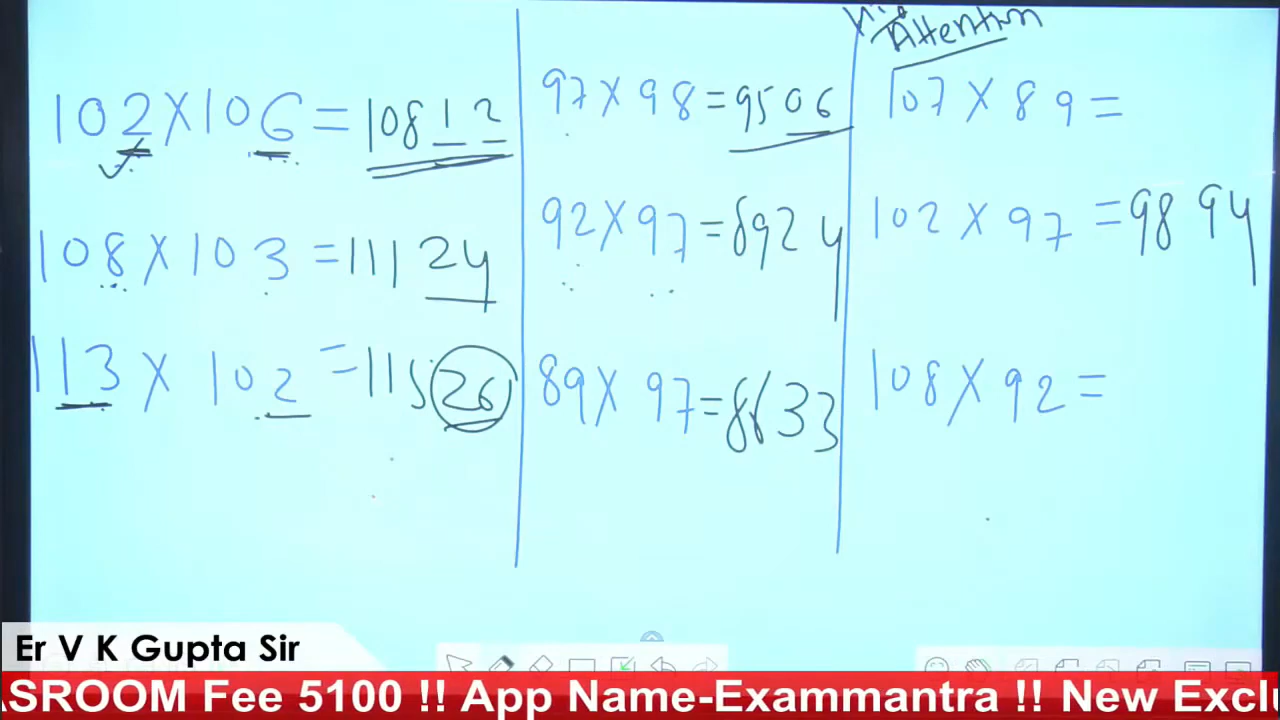 102 X 106 = 10812
108 X 103 = 11124
113 X 102 = 11526
97 X 98 = 9506
92 X 97 = 8924
89 X 97 = 8633
Attention
107 X 89 =
102 X 97 = 9894
108 X 92 =
Er V K Gupta Sir
SROOM Fee 5100 !! App Name-Exammantra !! New Exclu